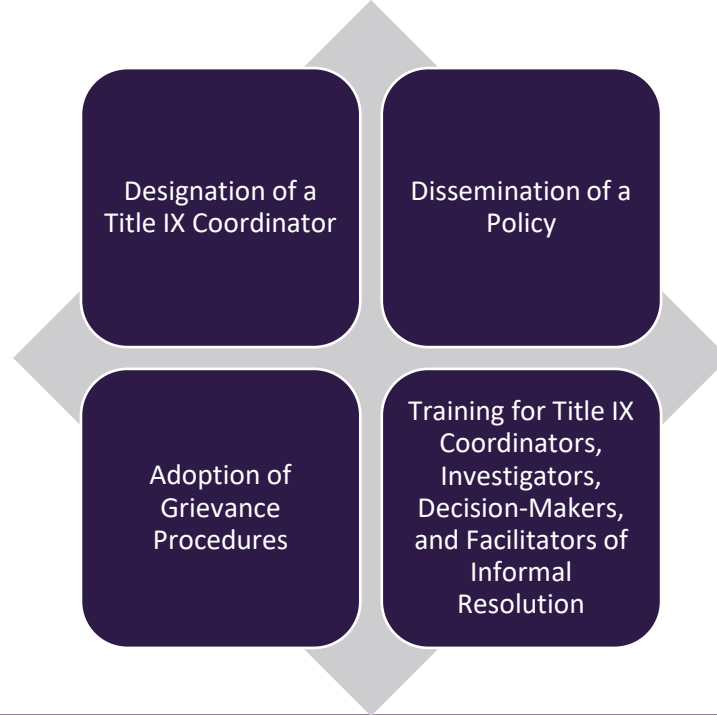 Designation of a
Title IX Coordinator
Dissemination of a
Policy
Adoption of
Grievance
Procedures
Training for Title IX
Coordinators,
Investigators,
Decision-Makers,
and Facilitators of
Informal
Resolution